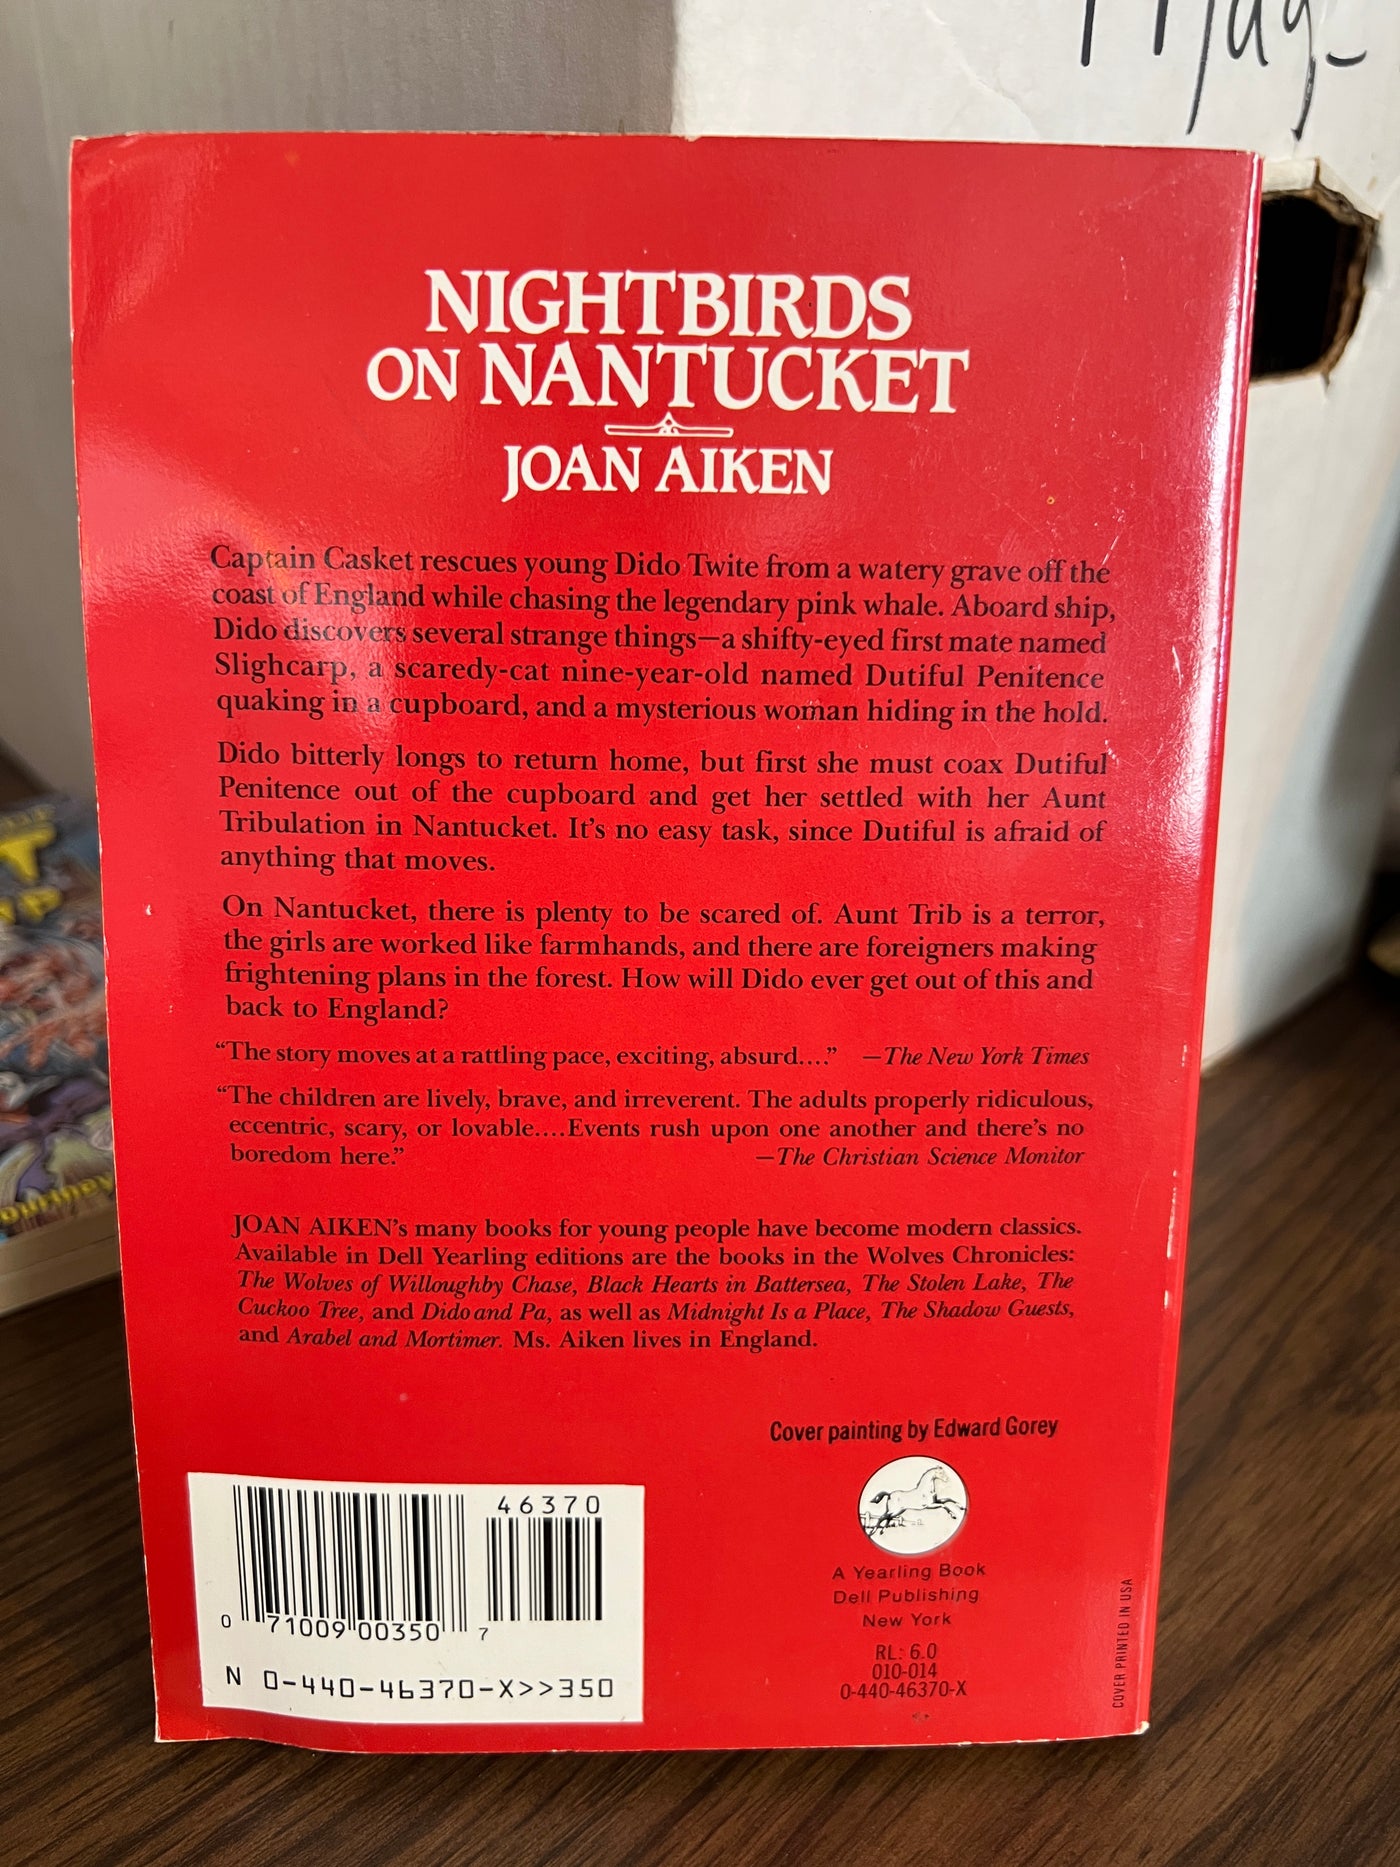 NIGHTBIRDS
ON NANTUCKET
JOAN AIKEN
Captain Casket rescues young Dido Twite from a watery grave off the
coast of England while chasing the legendary pink whale. Aboard ship,
Dido discovers several strange things—a shifty-eyed first mate named
Slighcarp, a scaredy-cat nine-year-old named Dutiful Penitence
quaking in a cupboard, and a mysterious woman hiding in the hold.
Dido bitterly longs to return home, but first she must coax Dutiful
Penitence out of the cupboard and get her settled with her Aunt
Tribulation in Nantucket. It's no easy task, since Dutiful is afraid of
anything that moves.
On Nantucket, there is plenty to be scared of. Aunt Trib is a terror,
the girls are worked like farmhands, and there are foreigners making
frightening plans in the forest. How will Dido ever get out of this and
back to England?
“The story moves at a rattling pace, exciting, absurd....” —The New York Times
“The children are lively, brave, and irreverent. The adults properly ridiculous,
eccentric, scary, or lovable....Events rush upon one another and there's no
boredom here.” —The Christian Science Monitor
JOAN AIKEN's many books for young people have become modern classics.
Available in Dell Yearling editions are the books in the Wolves Chronicles:
The Wolves of Willoughby Chase, Black Hearts in Battersea, The Stolen Lake, The
Cuckoo Tree, and Dido and Pa, as well as Midnight Is a Place, The Shadow Guests,
and Arabel and Mortimer. Ms. Aiken lives in England.
Cover painting by Edward Gorey
46370
0 71009 00350 7
N 0-440-46370-X>>350
A Yearling Book
Dell Publishing
New York
RL: 6.0
010-014
0-440-46370-X
COVER PRINTED IN USA